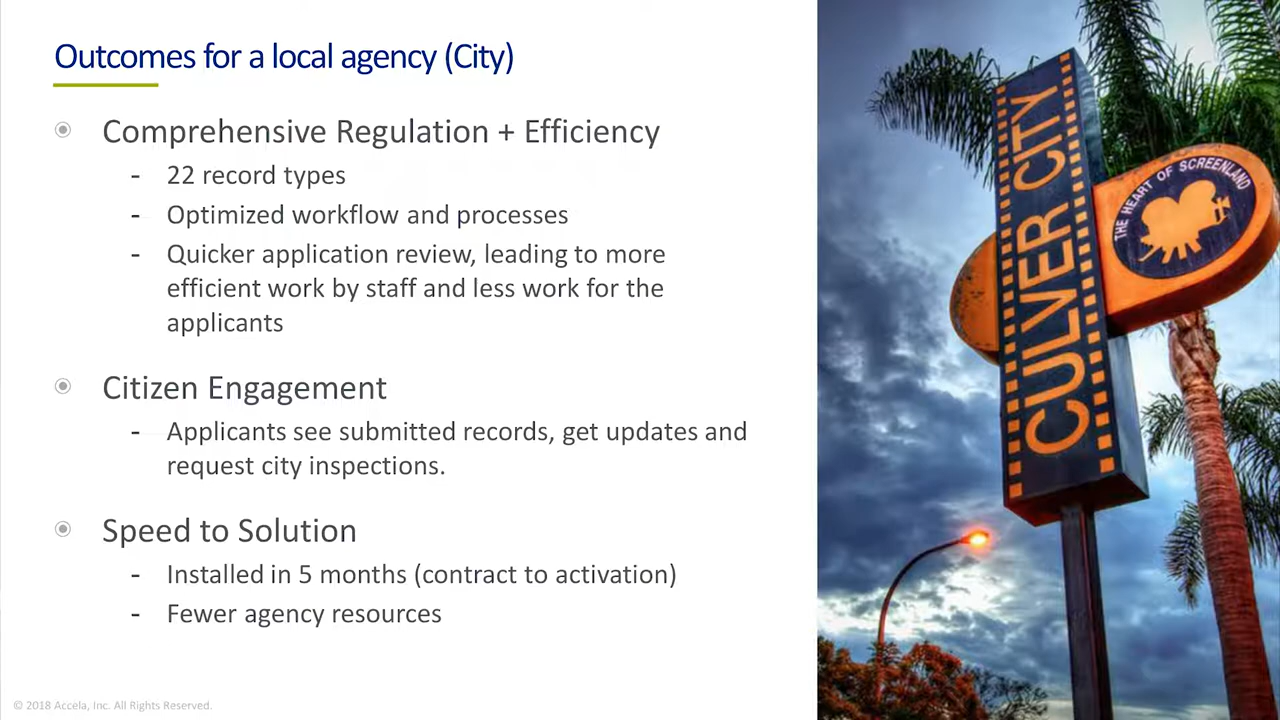 Outcomes for a local agency (City)
Comprehensive Regulation + Efficiency
- 22 record types
- Optimized workflow and processes
- Quicker application review, leading to more
efficient work by staff and less work for the
applicants
Citizen Engagement
- Applicants see submitted records, get updates and
request city inspections.
Speed to Solution
- Installed in 5 months (contract to activation)
- Fewer agency resources
© 2018 Accela, Inc. All Rights Reserved.
CULVER CITY
THE HEART OF SCREENLAND